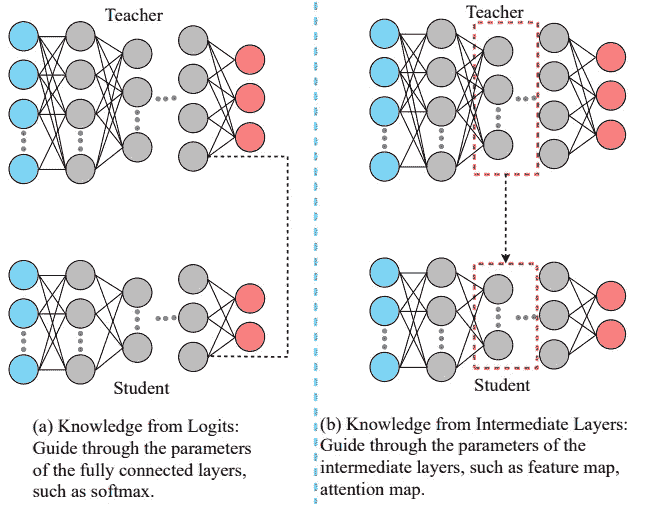 Teacher
Student
(a) Knowledge from Logits:
Guide through the parameters
of the fully connected layers,
such as softmax.
Teacher
Student
(b) Knowledge from Intermediate Layers:
Guide through the parameters of the
intermediate layers, such as feature map,
attention map.